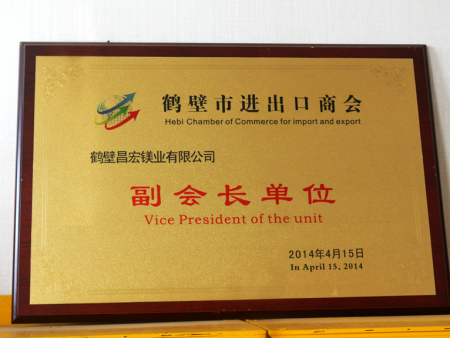 鹤壁市进出口商会
Hebi Chamber of Commerce for import and export
鹤壁昌宏镁业有限公司
副会长单位
Vice President of the unit
2014年4月15日
In April 15, 2014